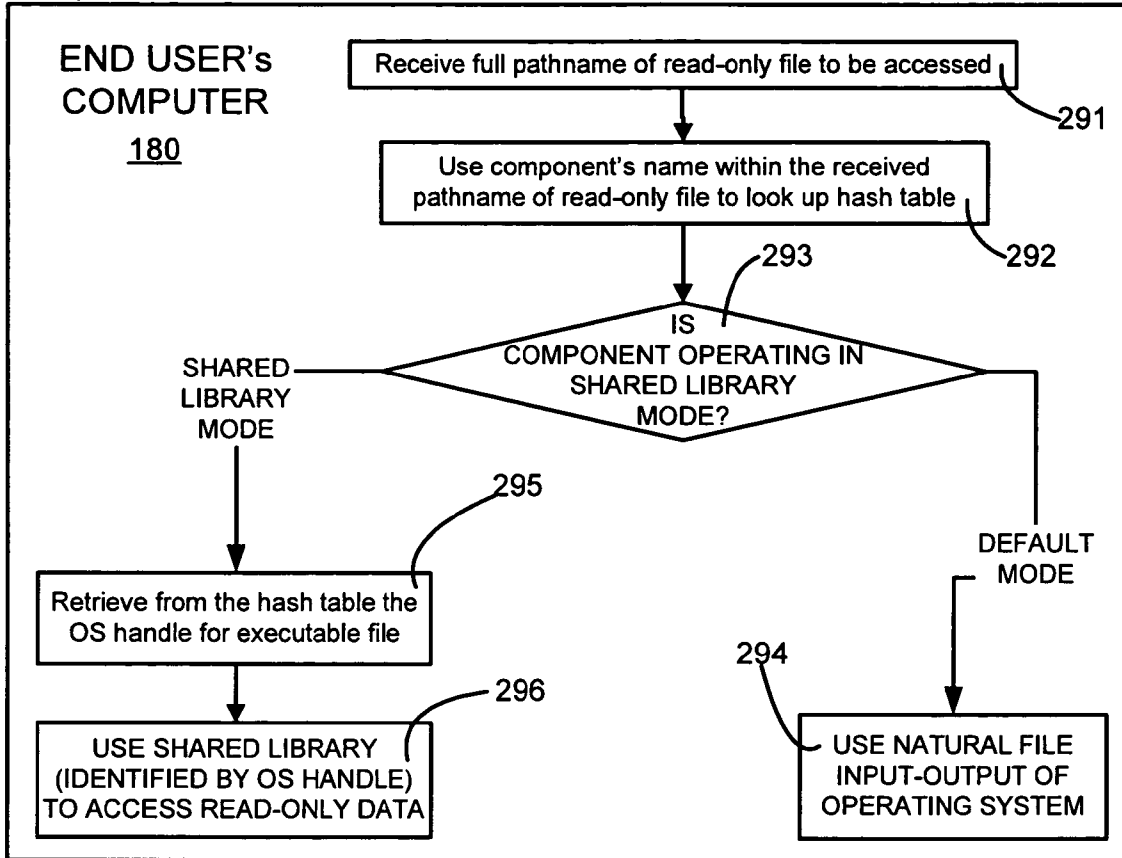 END USER's
COMPUTER
180
Receive full pathname of read-only file to be accessed
291
Use component's name within the received
pathname of read-only file to look up hash table
292
293
IS
COMPONENT OPERATING IN
SHARED LIBRARY
MODE?
SHARED
LIBRARY
MODE
DEFAULT
MODE
295
Retrieve from the hash table the
OS handle for executable file
296
USE SHARED LIBRARY
(IDENTIFIED BY OS HANDLE)
TO ACCESS READ-ONLY DATA
294
USE NATURAL FILE
INPUT-OUTPUT OF
OPERATING SYSTEM